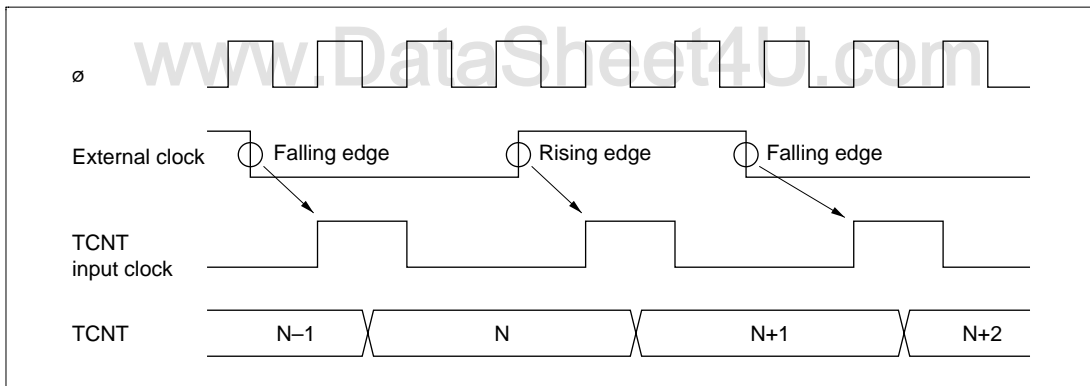 www.DataSheet4U.com
ø
External clock
Falling edge
Rising edge
Falling edge
TCNT
input clock
TCNT
N–1
N
N+1
N+2